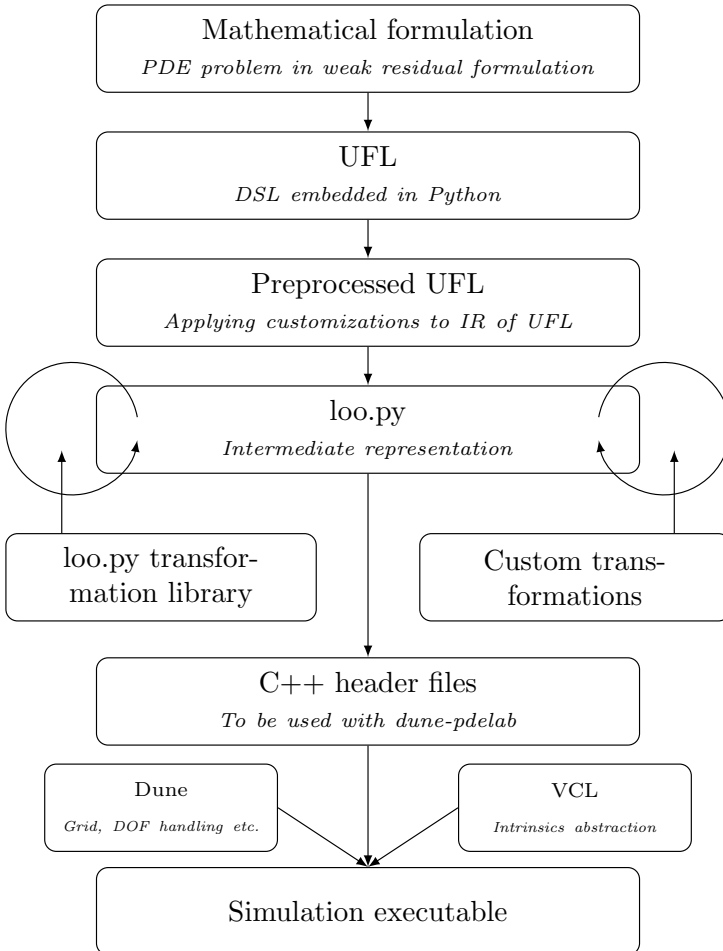 Mathematical formulation
PDE problem in weak residual formulation
UFL
DSL embedded in Python
Preprocessed UFL
Applying customizations to IR of UFL
loo.py
Intermediate representation
loo.py transfor-
mation library
Custom trans-
formations
C++ header files
To be used with dune-pdelab
Dune
Grid, DOF handling etc.
VCL
Intrinsics abstraction
Simulation executable